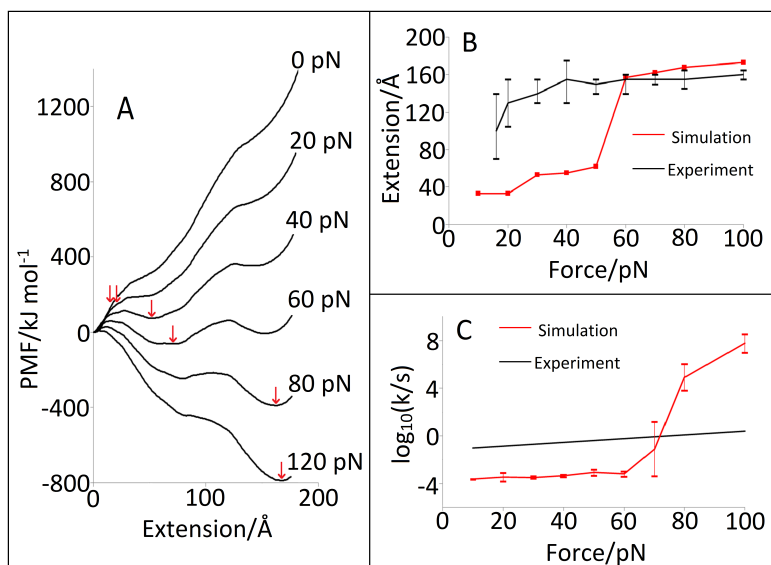 A
PMF/kJ mol-1
1400
1200
800
400
0
-400
-800
0 pN
20 pN
40 pN
60 pN
80 pN
120 pN
0 100 200
Extension/Å
B
Extension/Å
200
160
120
80
40
0
Simulation
Experiment
0 20 40 60 80 100
Force/pN
C
log10(k/s)
8
4
0
-4
Simulation
Experiment
0 20 40 60 80 100
Force/pN